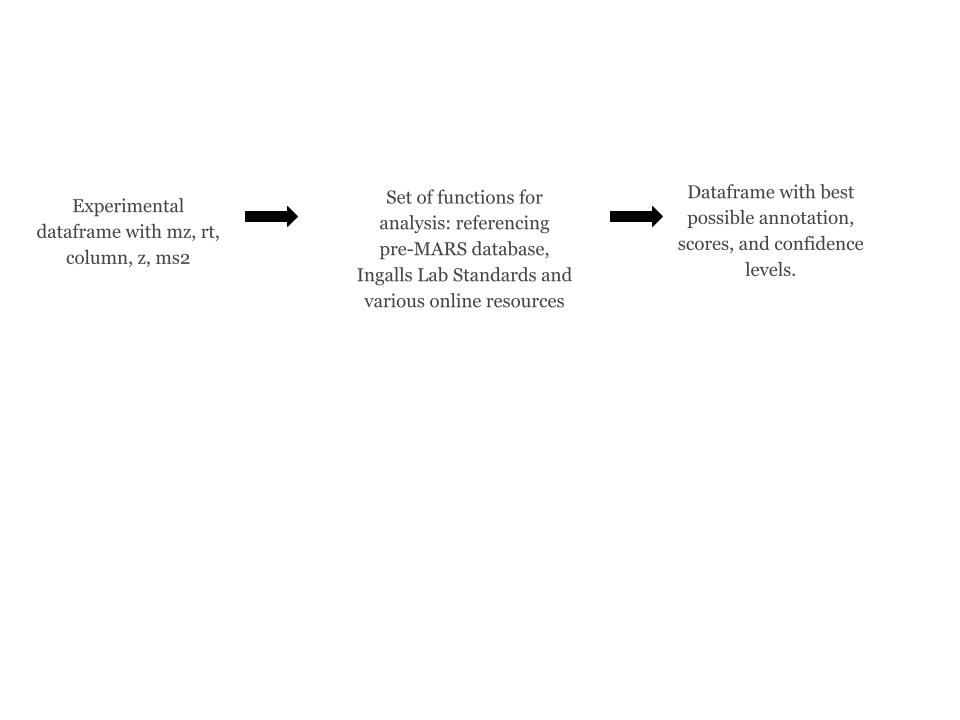 Experimental
dataframe with mz, rt,
column, z, ms2
Set of functions for
analysis: referencing
pre-MARS database,
Ingalls Lab Standards and
various online resources
Dataframe with best
possible annotation,
scores, and confidence
levels.